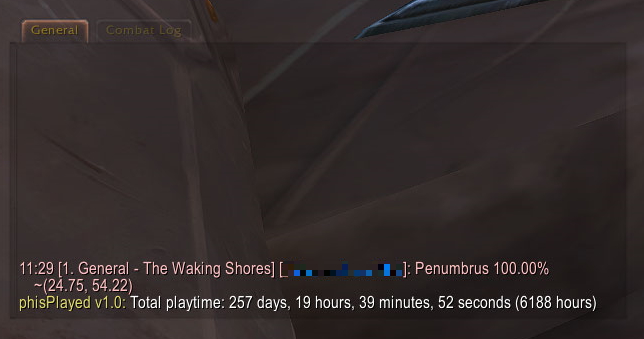 General
Combat Log
11:29 [1. General - The Waking Shores] [ ]: Penumbrus 100.00%
~(24.75, 54.22)
phisPlayed v1.0: Total playtime: 257 days, 19 hours, 39 minutes, 52 seconds (6188 hours)